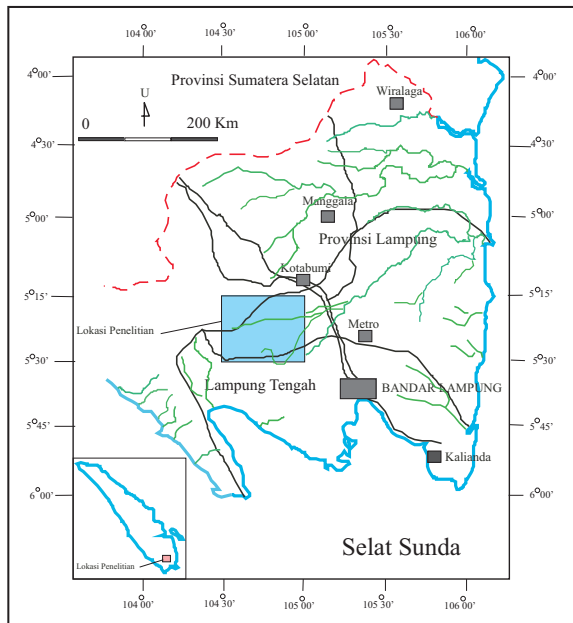 104°00' 104°30' 105°00' 105°30' 106°00'
4°00' 4°00'
Provinsi Sumatera Selatan
Wiralaga
U
0 200 Km
4°30' 4°30'
Manggala
5°00' 5°00'
Provinsi Lampung
Kotabumi
5°15' 5°15'
Lokasi Penelitian
Metro
5°30' 5°30'
Lampung Tengah
BANDAR LAMPUNG
5°45' 5°45'
Kalianda
6°00' 6°00'
Selat Sunda
Lokasi Penelitian
104°00' 104°30' 105°00' 105°30' 106°00'